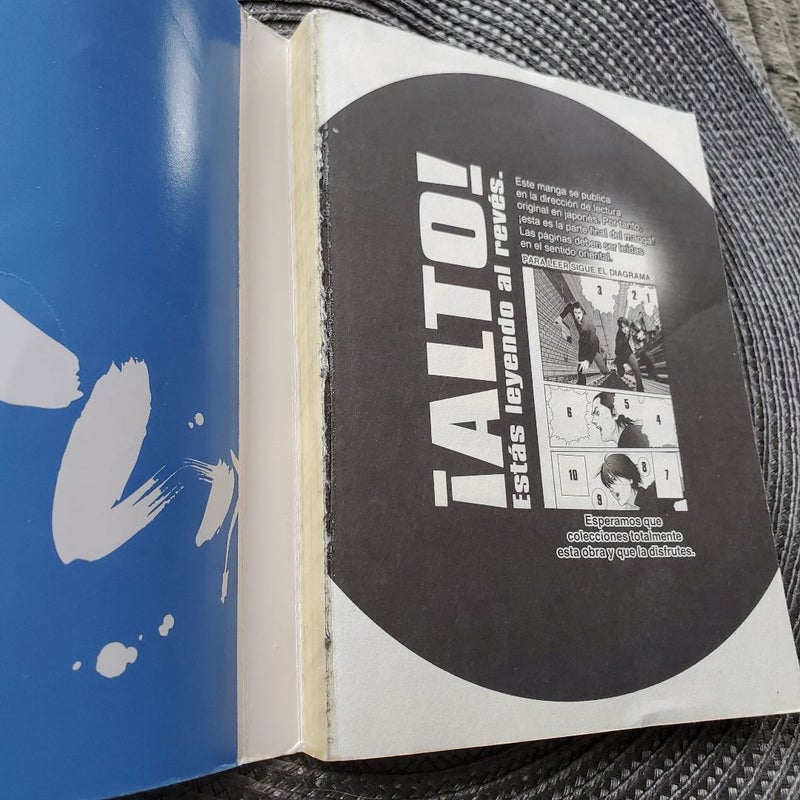 ¡ALTO!
Estás leyendo al revés.
Este manga se publica
en la dirección de lectura
original en japonés. Por tanto,
¡esta es la parte final del manga!
Las páginas deben ser leídas
en el sentido oriental.
PARA LEER SIGUE EL DIAGRAMA.
3 2 1
6 5 4
10 8 7
9
Esperamos que
colecciones totalmente
esta obra y que la disfrutes.